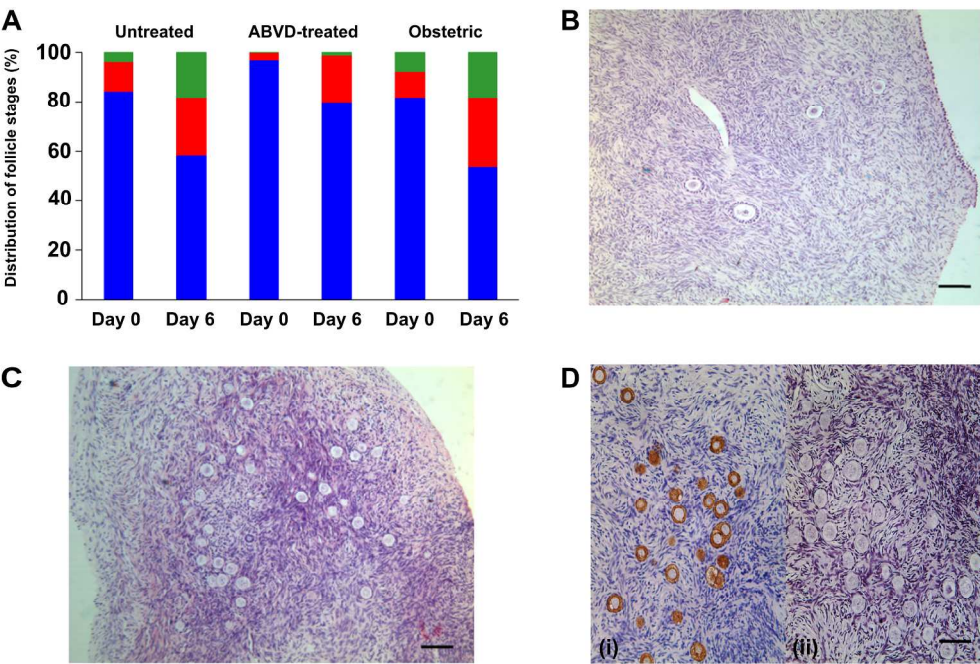 A
Untreated ABVD-treated Obstetric
Distribution of follicle stages (%)
100
80
60
40
20
0
Day 0 Day 6 Day 0 Day 6 Day 0 Day 6
B
C
D
(i) (ii)